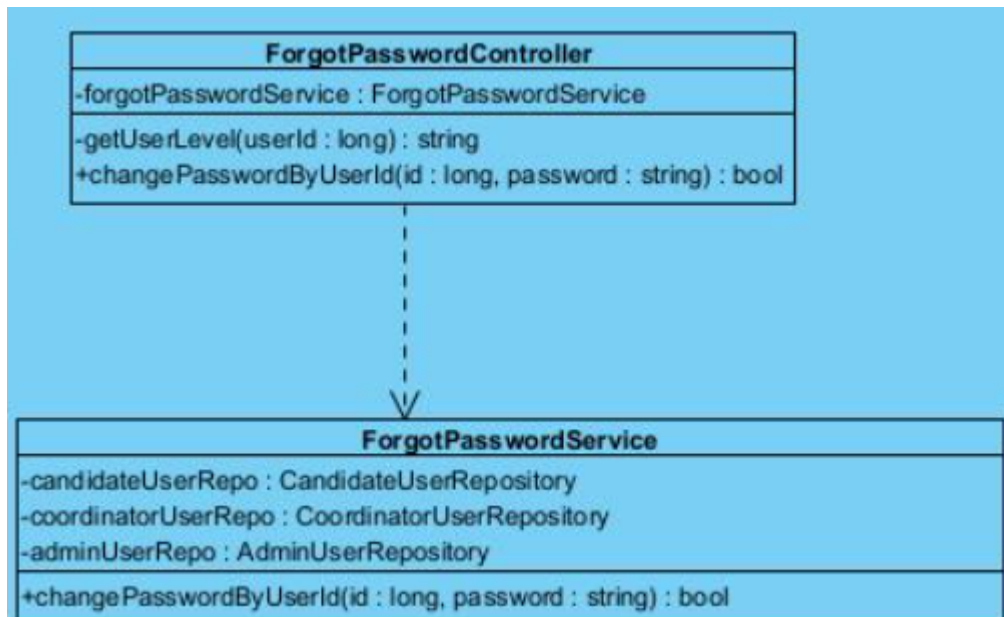 ForgotPasswordController
-forgotPasswordService : ForgotPasswordService
-getUserLevel(userId : long) : string
+changePasswordByUserId(id : long, password : string) : bool
ForgotPasswordService
-candidateUserRepo : CandidateUserRepository
-coordinatorUserRepo : CoordinatorUserRepository
-adminUserRepo : AdminUserRepository
+changePasswordByUserId(id : long, password : string) : bool